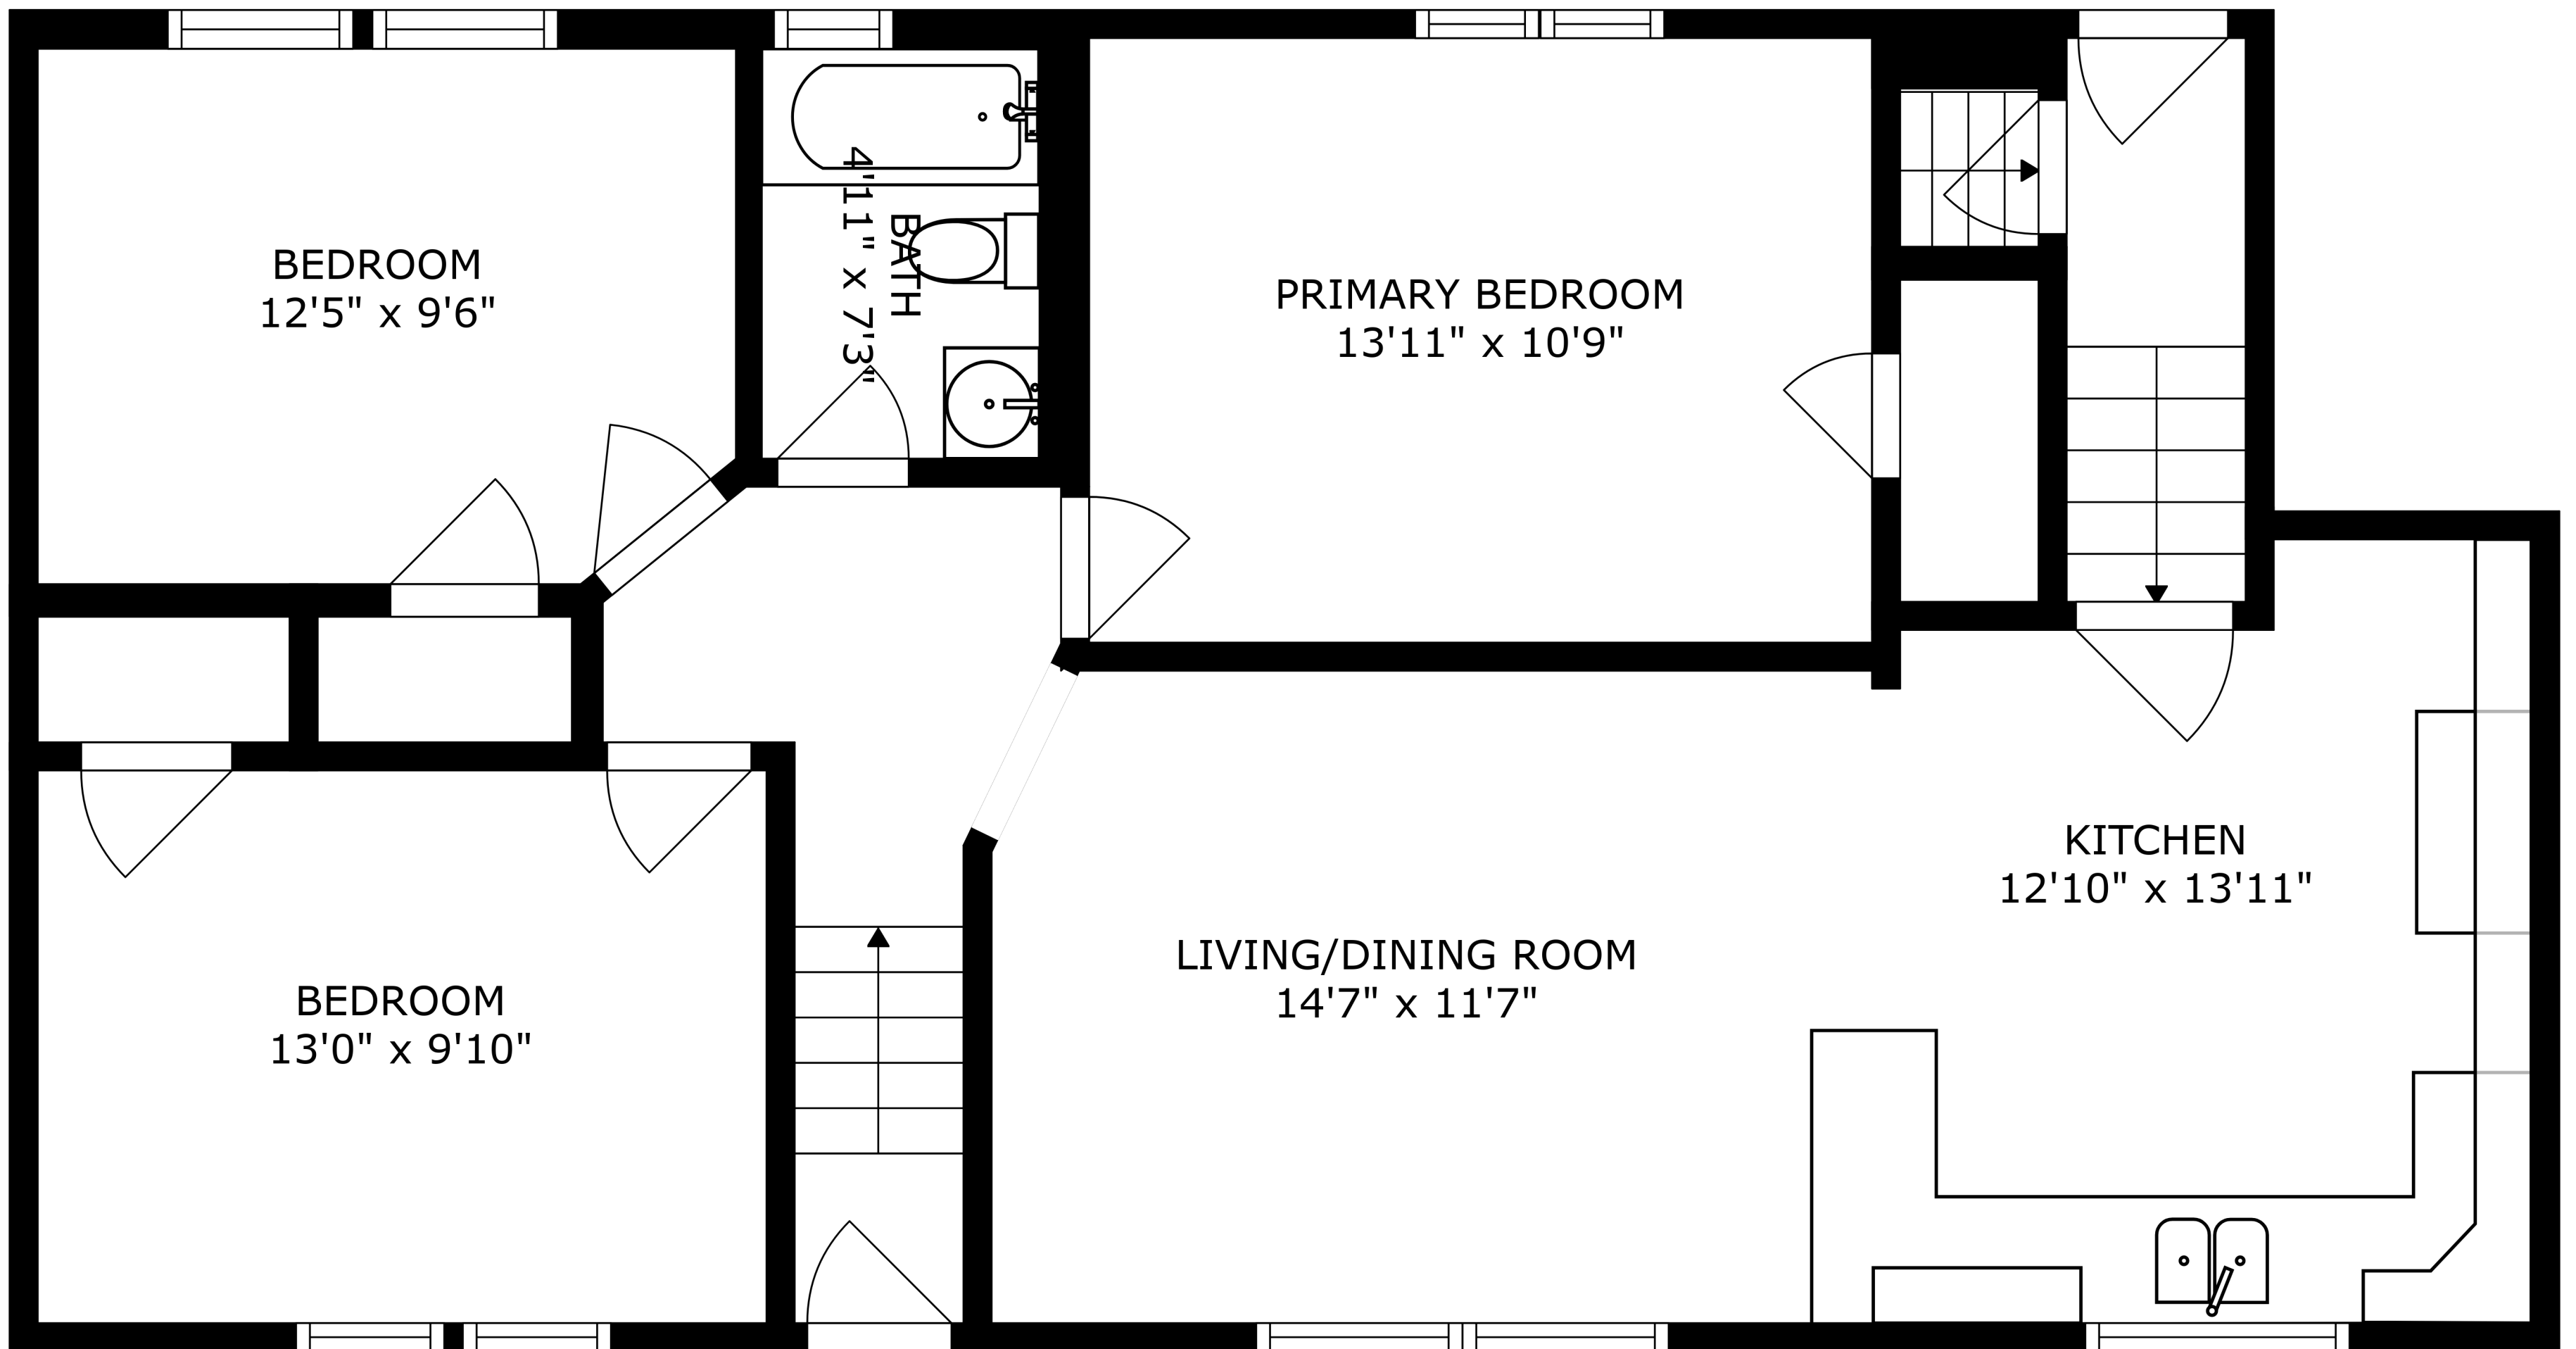 BEDROOM
12'5" x 9'6"
BATH
4'11" x 7'3"
PRIMARY BEDROOM
13'11" x 10'9"
KITCHEN
12'10" x 13'11"
LIVING/DINING ROOM
14'7" x 11'7"
BEDROOM
13'0" x 9'10"